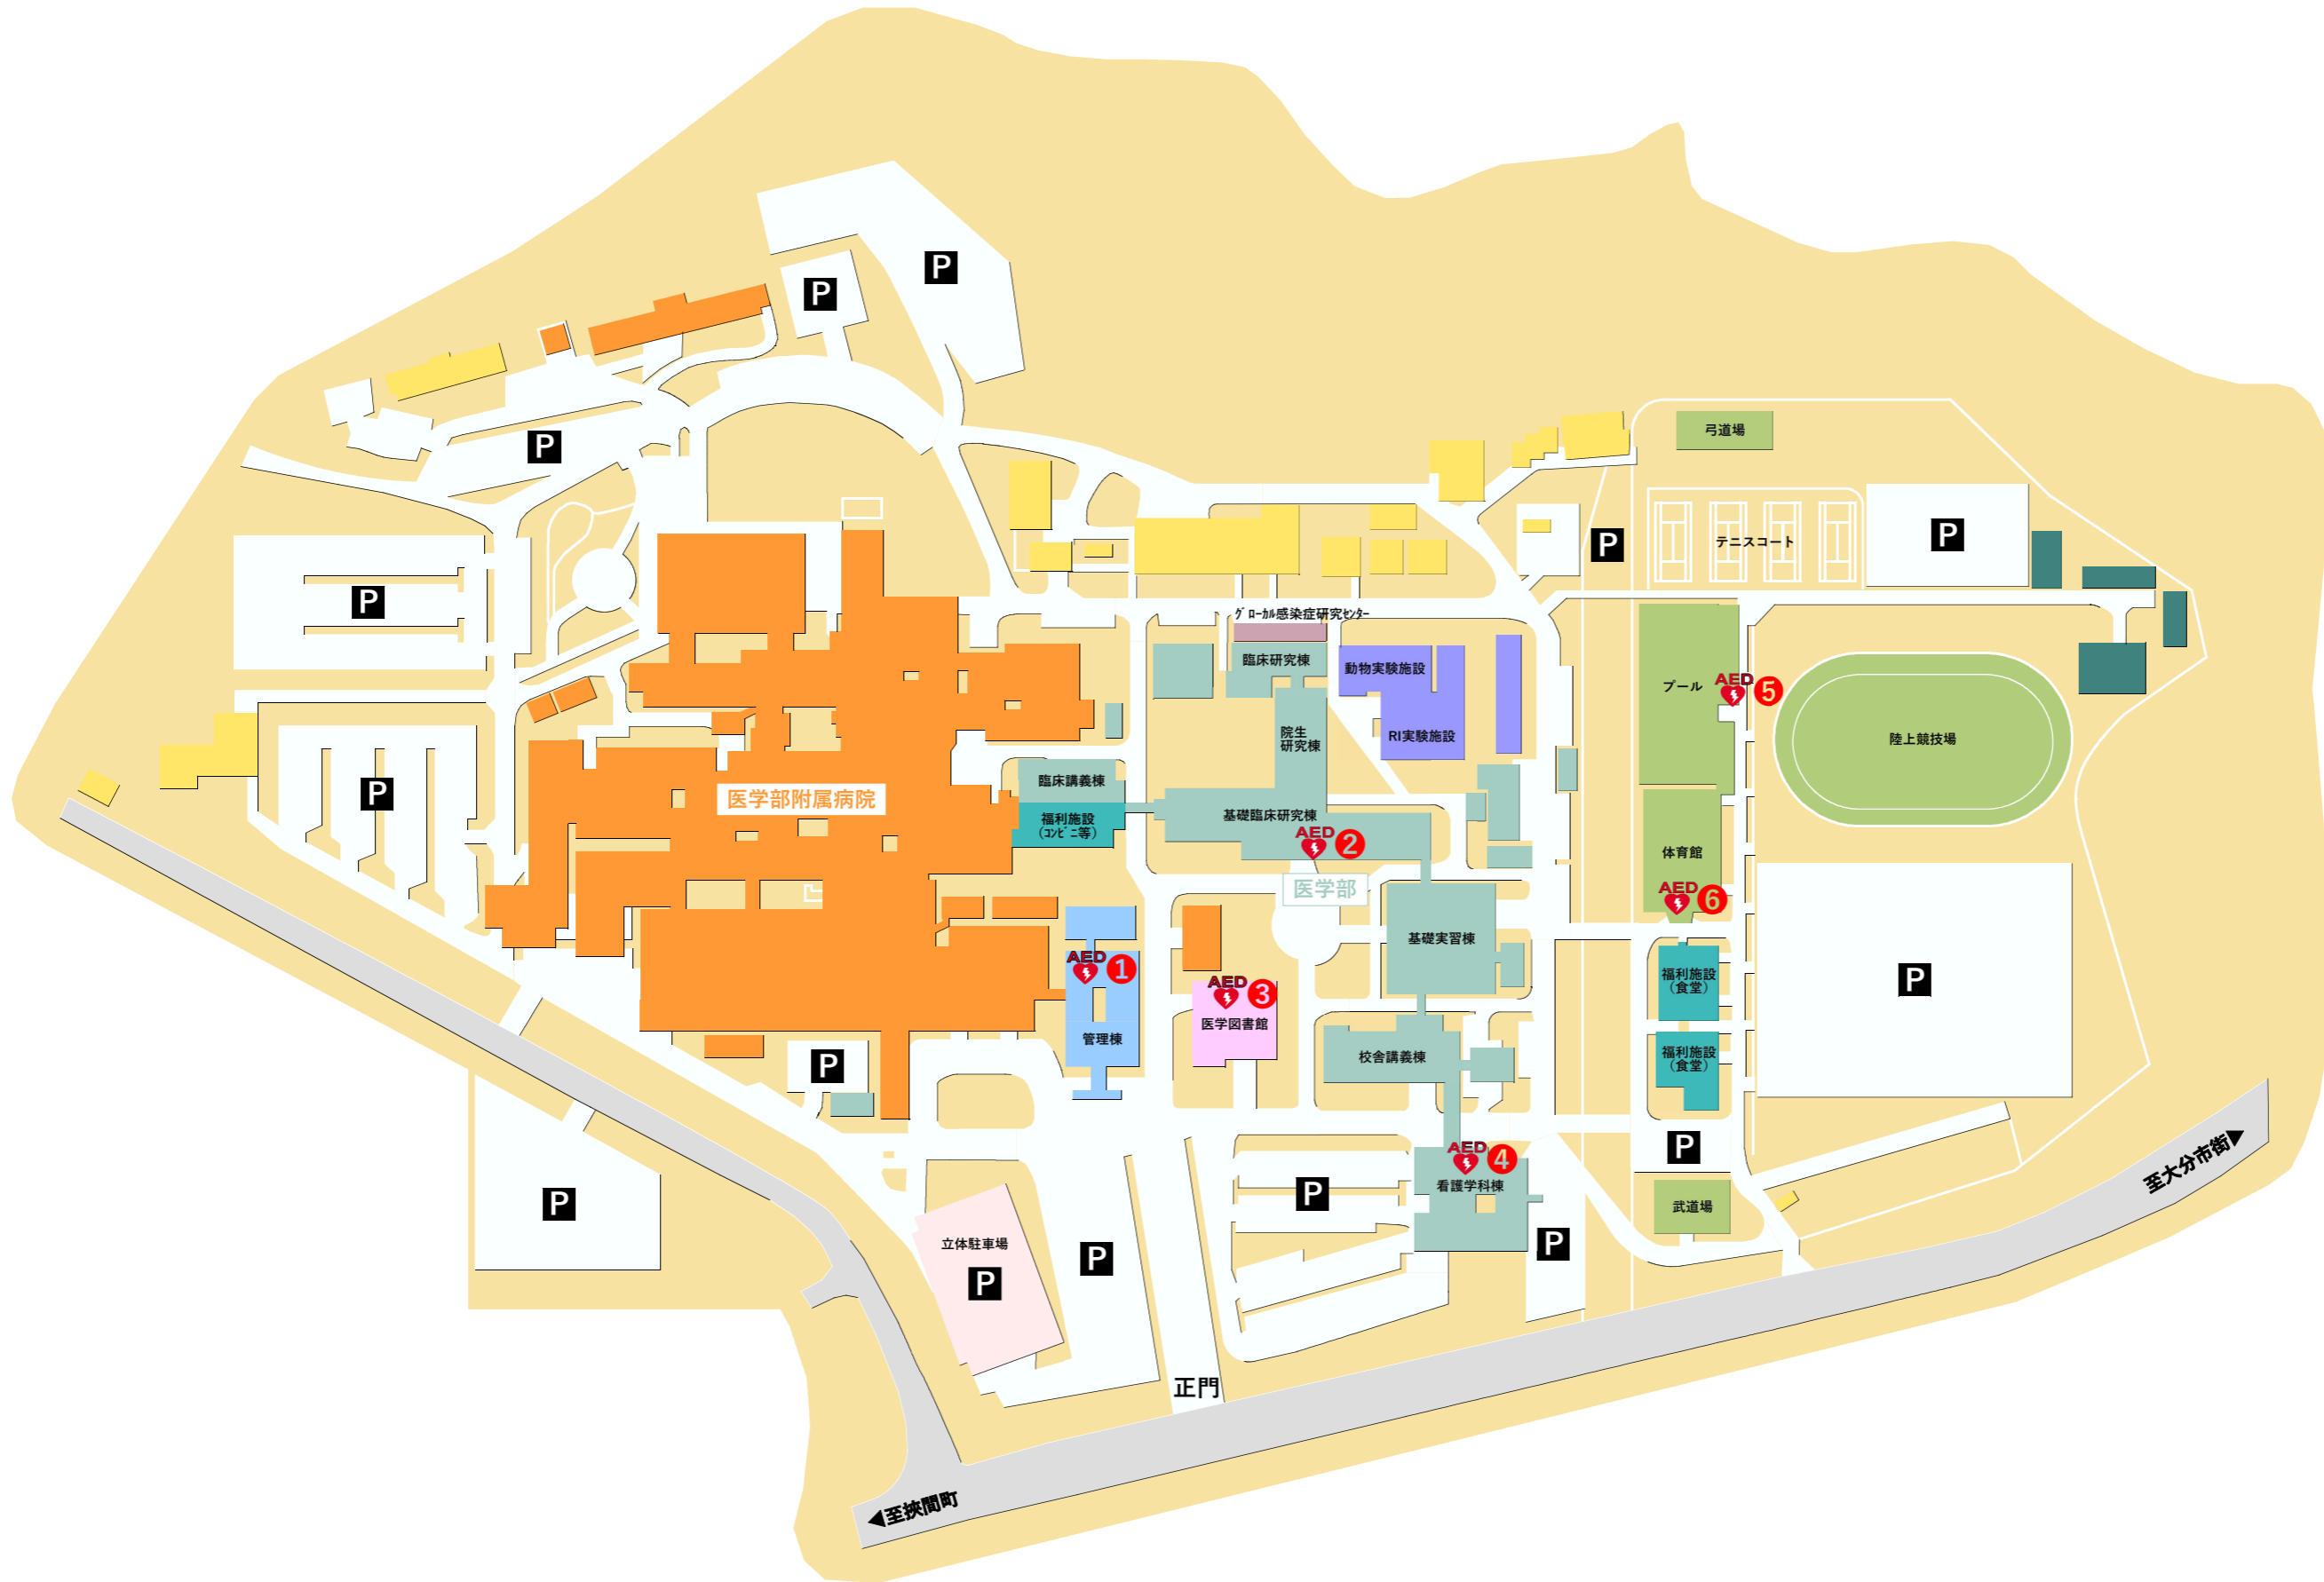 P
P
弓道場
P
P
P
テニスコート
P
グローカル感染症研究センター
臨床研究棟
動物実験施設
プール
AED 5
院生
研究棟
RI実験施設
陸上競技場
臨床講義棟
P
医学部附属病院
福利施設
(コンビニ等)
基礎臨床研究棟
AED 2
体育館
医学部
AED 6
基礎実習棟
AED 1
福利施設
(食堂)
P
AED 3
医学図書館
管理棟
校舎講義棟
福利施設
(食堂)
P
P
AED 4
看護学科棟
至大分市街▶
P
P
武道場
立体駐車場
P
P
P
正門
◀至挾間町